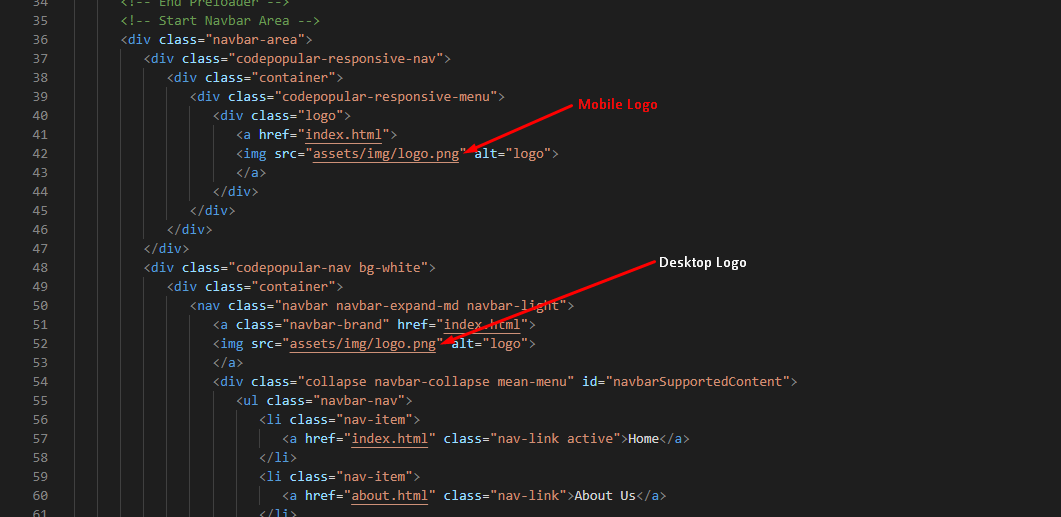 34 <!-- End Preloader -->
35 <!-- Start Navbar Area -->
36 <div class="navbar-area">
37 <div class="codepopular-responsive-nav">
38 <div class="container">
39 <div class="codepopular-responsive-menu">
Mobile Logo
40 <div class="logo">
41 <a href="index.html">
42 <img src="assets/img/logo.png" alt="logo">
43 </a>
44 </div>
45 </div>
46 </div>
47 </div>
48 <div class="codepopular-nav bg-white">
Desktop Logo
49 <div class="container">
50 <nav class="navbar navbar-expand-md navbar-light">
51 <a class="navbar-brand" href="index.html">
52 <img src="assets/img/logo.png" alt="logo">
53 </a>
54 <div class="collapse navbar-collapse mean-menu" id="navbarSupportedContent">
55 <ul class="navbar-nav">
56 <li class="nav-item">
57 <a href="index.html" class="nav-link active">Home</a>
58 </li>
59 <li class="nav-item">
60 <a href="about.html" class="nav-link">About Us</a>
61 </li>